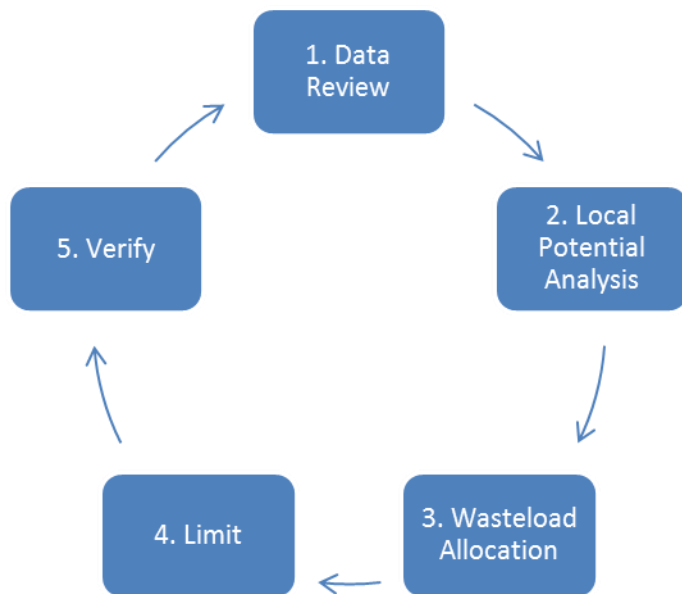 1. Data
Review
2. Local
Potential
Analysis
3. Wasteload
Allocation
4. Limit
5. Verify